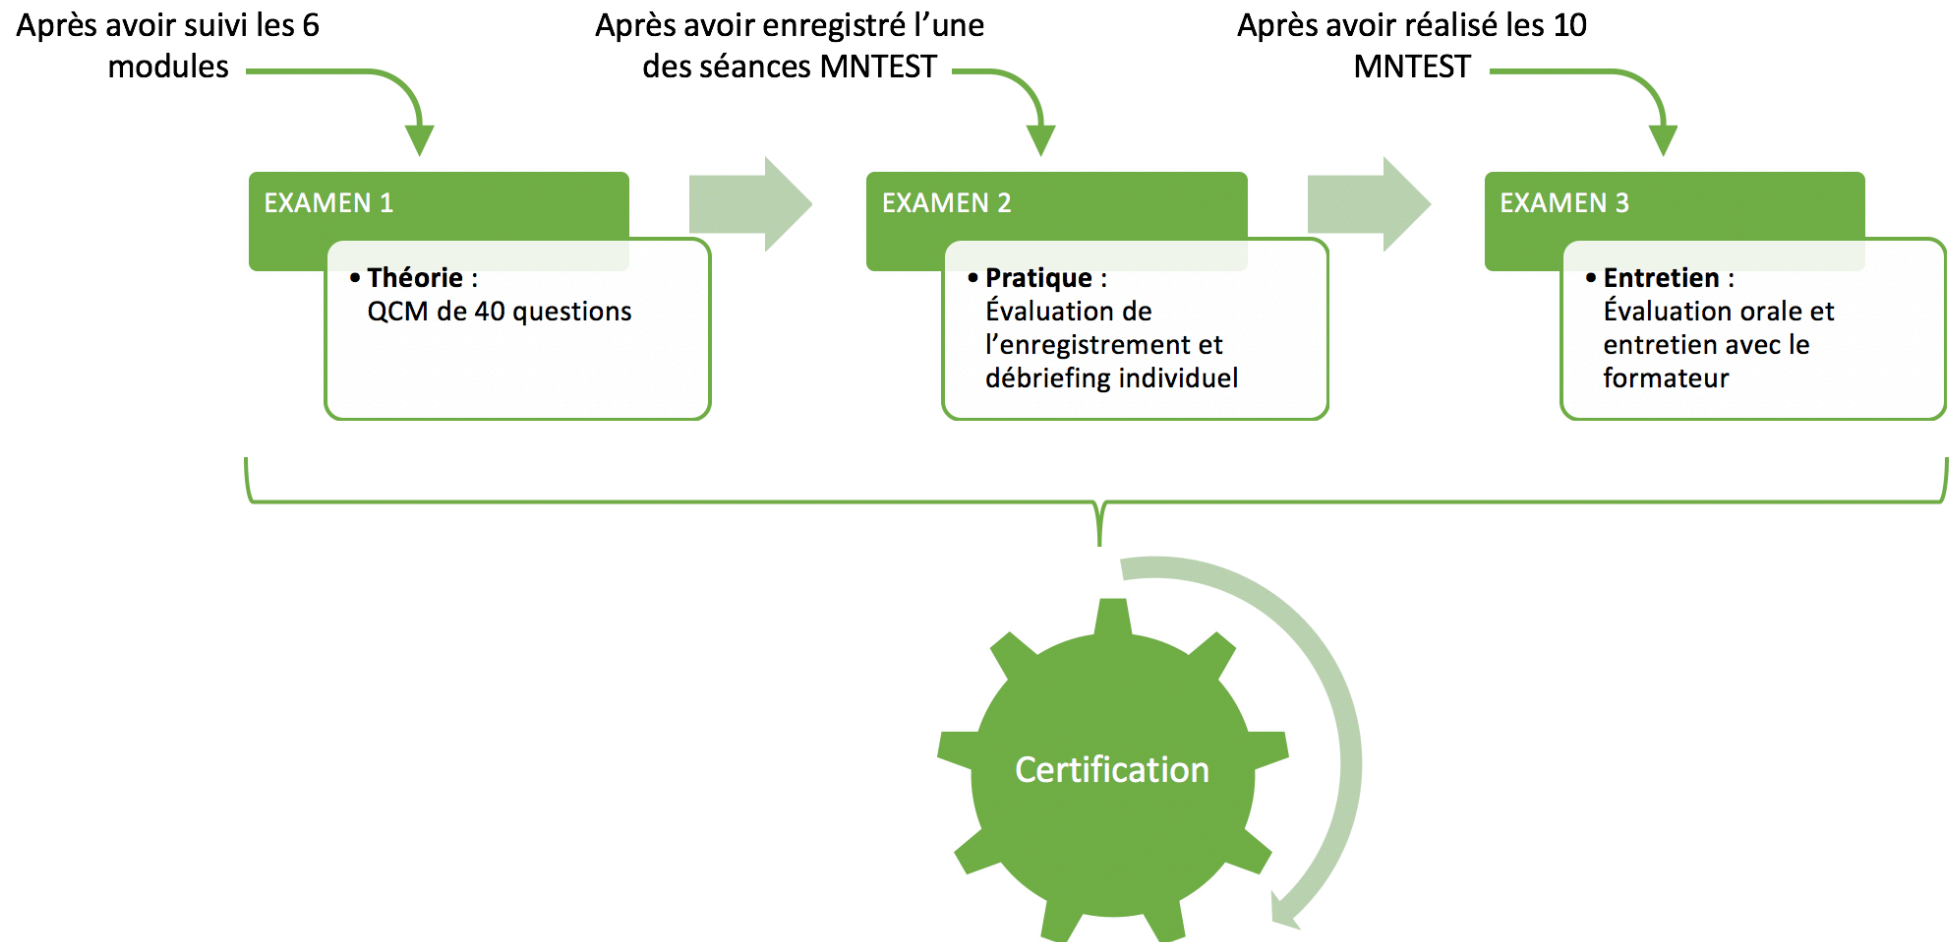 Après avoir suivi les 6
modules
Après avoir enregistré l’une
des séances MNTEST
Après avoir réalisé les 10
MNTEST
EXAMEN 1
• Théorie :
QCM de 40 questions
EXAMEN 2
• Pratique :
Évaluation de
l’enregistrement et
débriefing individuel
EXAMEN 3
• Entretien :
Évaluation orale et
entretien avec le
formateur
Certification